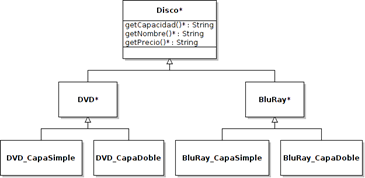 Disco*
getCapacidad()* : String
getNombre()* : String
getPrecio()* : String
DVD*
BluRay*
DVD_CapaSimple
DVD_CapaDoble
BluRay_CapaSimple
BluRay_CapaDoble